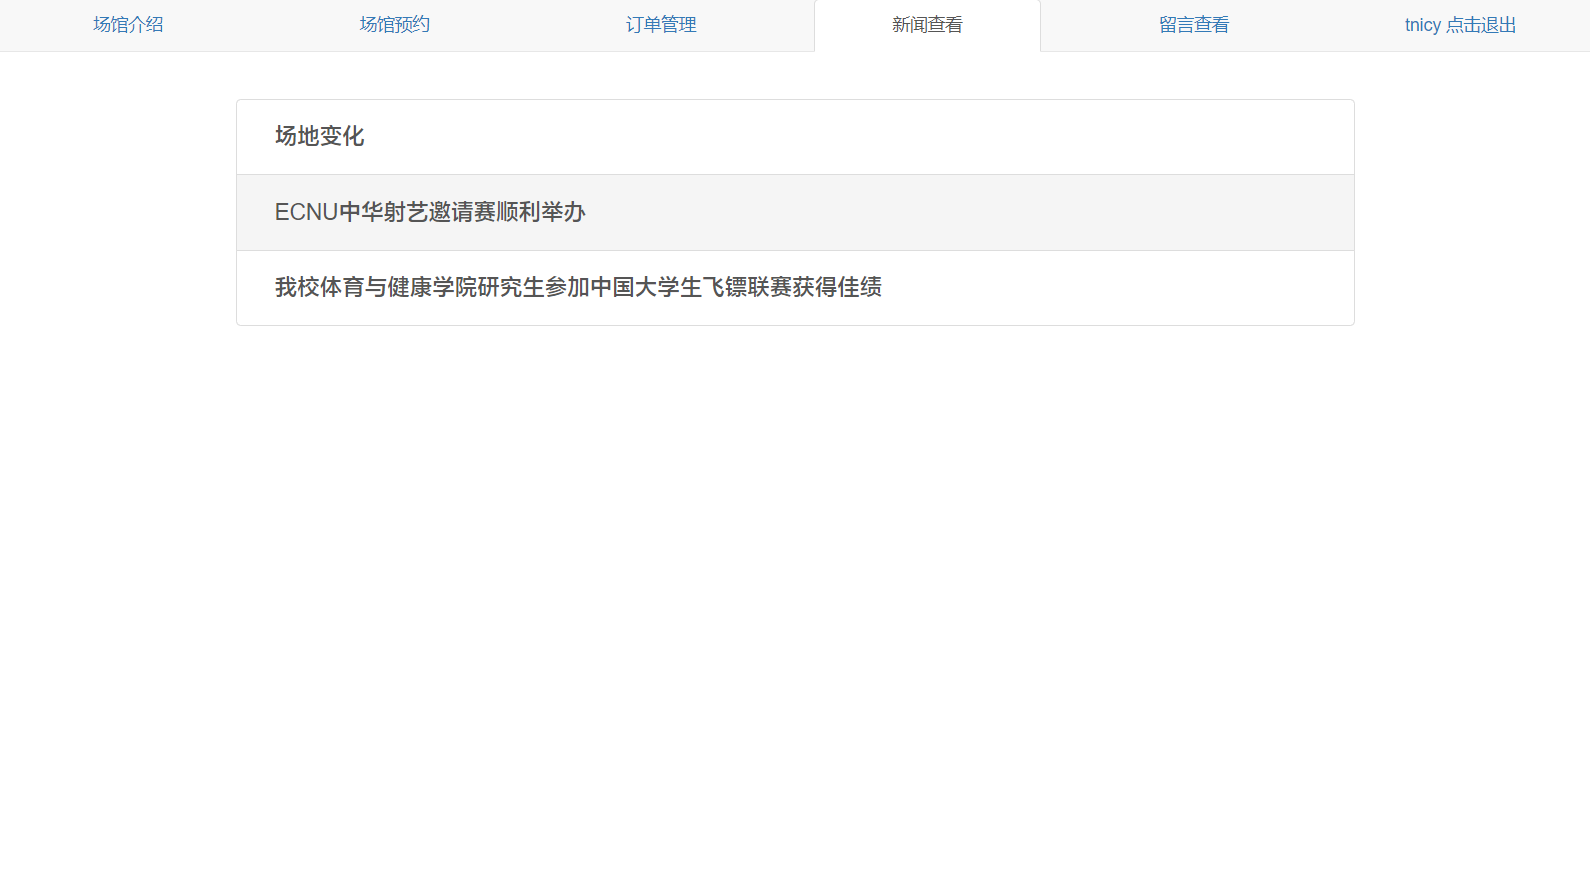 场馆介绍 场馆预约 订单管理 新闻查看 留言查看 tnicy 点击退出
场地变化
ECNU中华射艺邀请赛顺利举办
我校体育与健康学院研究生参加中国大学生飞镖联赛获得佳绩